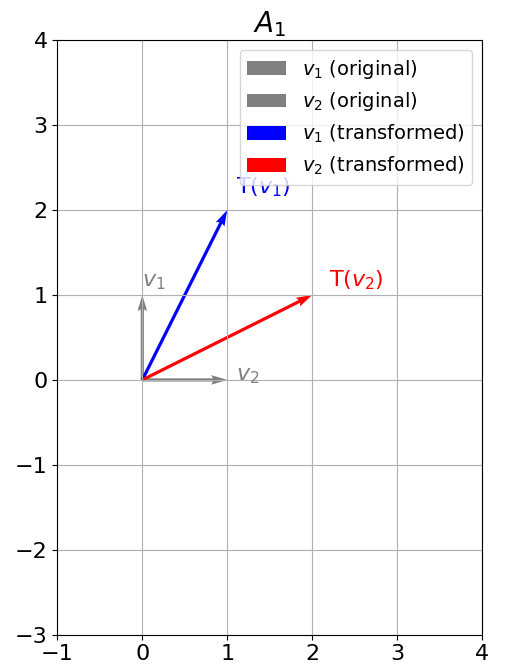 A₁
v₁ (original)
v₂ (original)
v₁ (transformed)
v₂ (transformed)
4
3
T(v₁)
2
v₁
1
T(v₂)
0
v₂
−1
−2
−3
−1 0 1 2 3 4